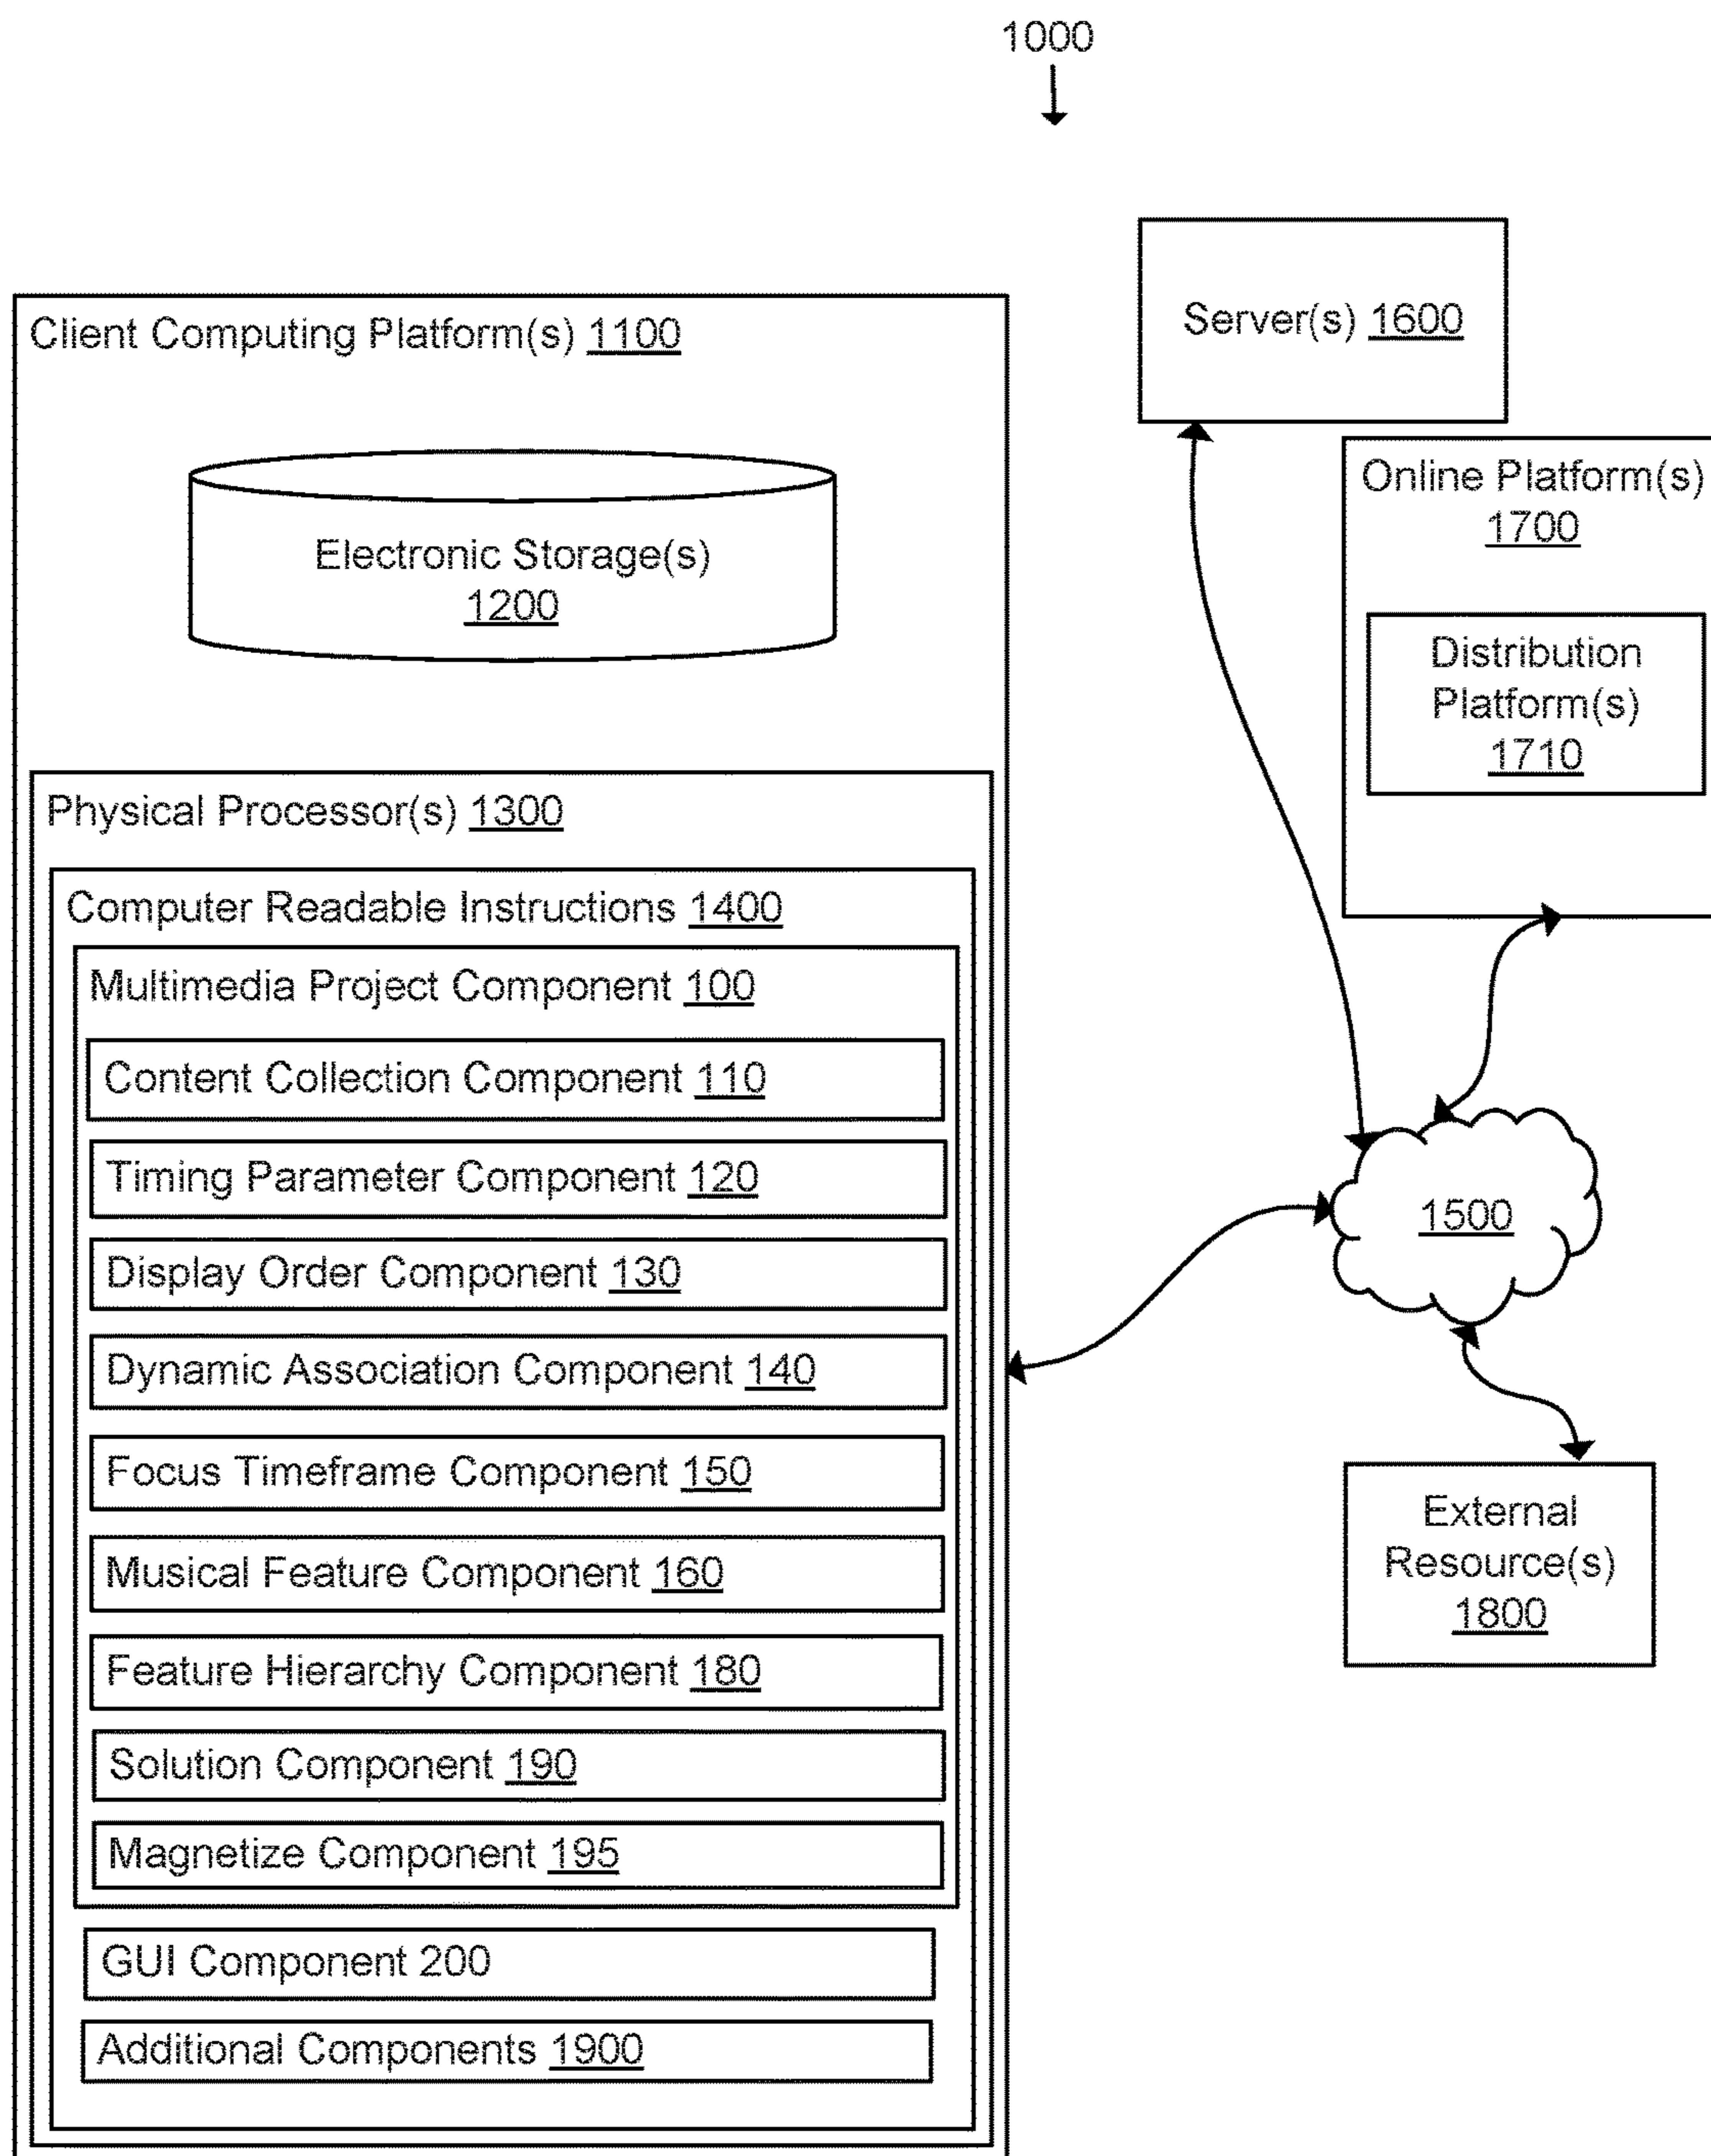 1000
Client Computing Platform(s) 1100
Electronic Storage(s)
1200
Physical Processor(s) 1300
Computer Readable Instructions 1400
Multimedia Project Component 100
Content Collection Component 110
Timing Parameter Component 120
Display Order Component 130
Dynamic Association Component 140
Focus Timeframe Component 150
Musical Feature Component 160
Feature Hierarchy Component 180
Solution Component 190
Magnetize Component 195
GUI Component 200
Additional Components 1900
Server(s) 1600
Online Platform(s)
1700
Distribution
Platform(s)
1710
1500
External
Resource(s)
1800